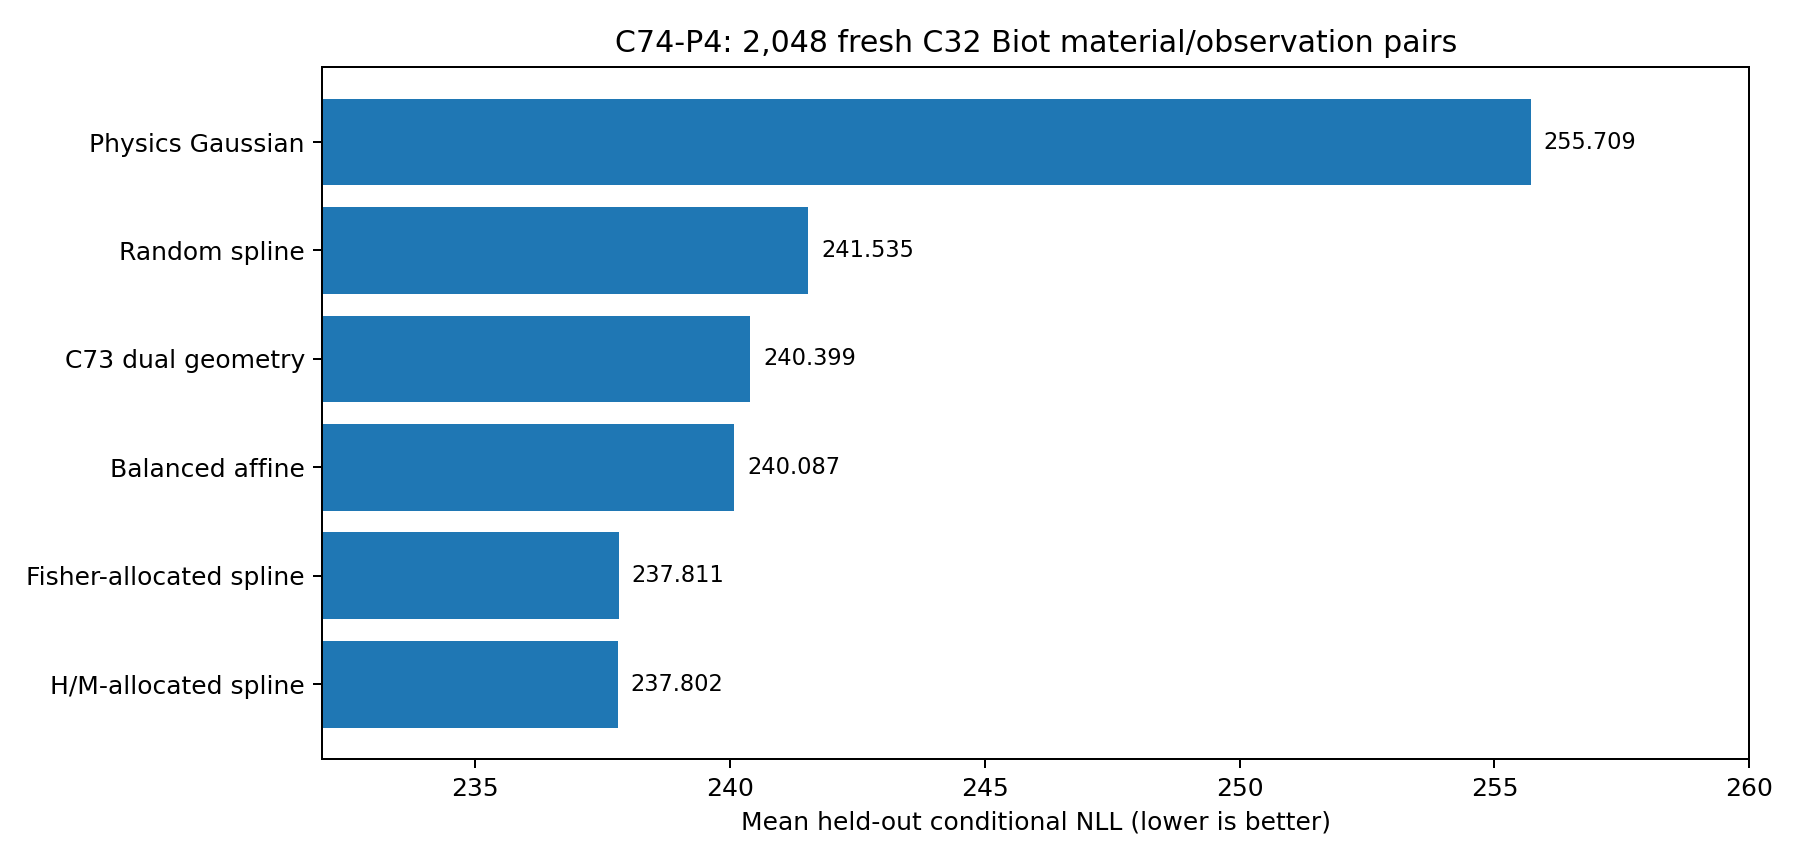 C74-P4: 2,048 fresh C32 Biot material/observation pairs
Physics Gaussian 255.709
Random spline 241.535
C73 dual geometry 240.399
Balanced affine 240.087
Fisher-allocated spline 237.811
H/M-allocated spline 237.802
235 240 245 250 255 260
Mean held-out conditional NLL (lower is better)